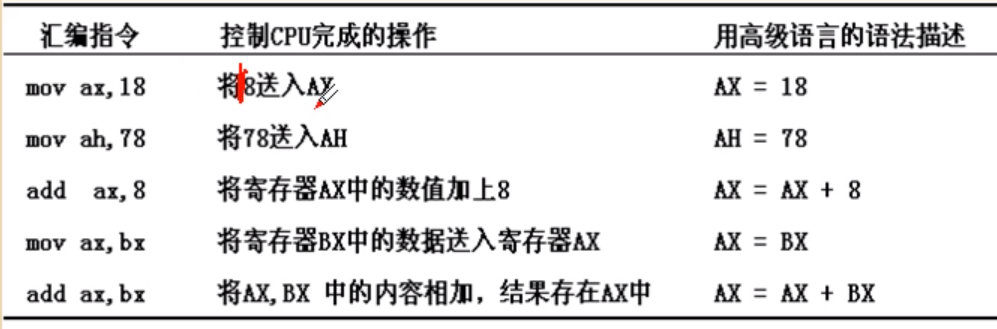 汇编指令 控制CPU完成的操作 用高级语言的语法描述
mov ax,18 将8送入AX AX = 18
mov ah,78 将78送入AH AH = 78
add ax,8 将寄存器AX中的数值加上8 AX = AX + 8
mov ax,bx 将寄存器BX中的数据送入寄存器AX AX = BX
add ax,bx 将AX,BX 中的内容相加，结果存在AX中 AX = AX + BX